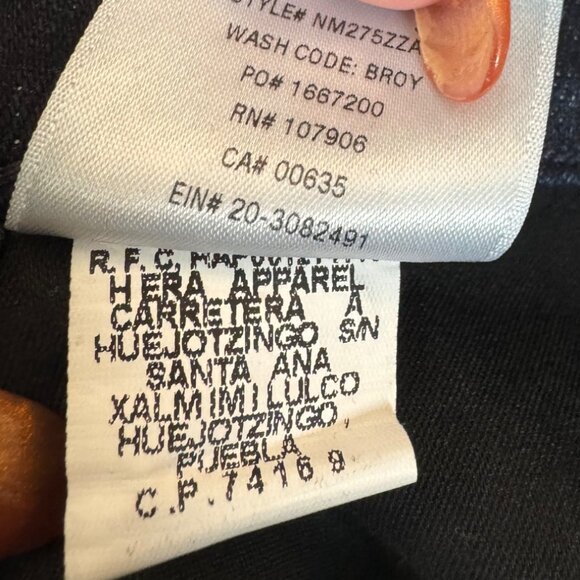 STYLE# NM275ZZA
WASH CODE: BROY
PO# 1667200
RN# 107906
CA# 00635
EIN# 20-3082491
R.F.C.
HERA APPAREL
CARRETERA A
HUEJOTZINGO S/N
SANTA ANA
XALMIMILULCO
HUEJOTZINGO,
PUEBLA
C.P.74169